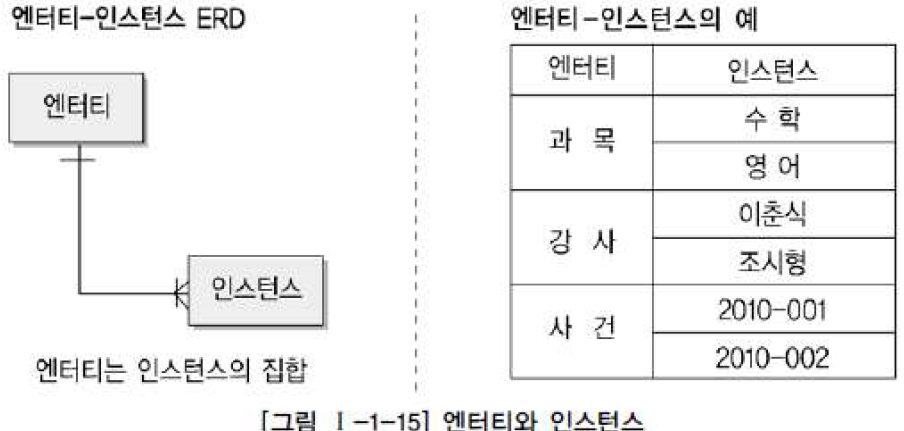 엔터티-인스턴스 ERD
엔터티
인스턴스
엔터티는 인스턴스의 집합
엔터티-인스턴스의 예
엔터티 인스턴스
과 목
수 학
영 어
강 사
이춘식
조시형
사 건
2010-001
2010-002
[그림 Ⅰ-1-15] 엔터티와 인스턴스